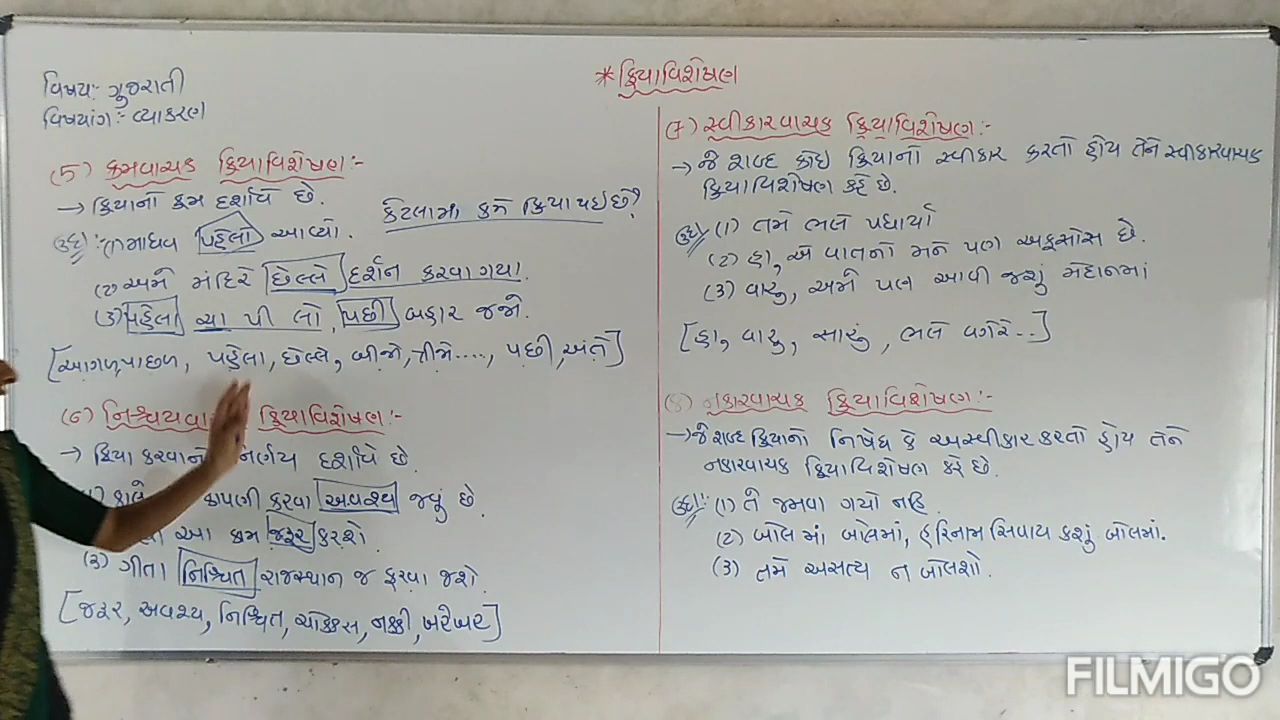 વિષયઃ- ગુજરાતી
વિષયાંગઃ- વ્યાકરણ
* ક્રિયાવિશેષણ
(5) ક્રમવાચક ક્રિયાવિશેષણઃ-
→ ક્રિયાનો ક્રમ દર્શાવે છે.
કેટલામાં ક્રમે ક્રિયા થઇ છે?
ઉદા:- (1) માધવ પહેલો આવ્યો.
(2) અમે મંદિરે છેલ્લે દર્શન કરવા ગયા.
(3) પહેલા ચા પી લો, પછી બહાર જજો.
[આગળ, પાછળ, પહેલા, છેલ્લે, બીજો, ત્રીજો...., પછી, અંતે]
(6) નિશ્ચયવા ક્રિયાવિશેષણઃ-
→ ક્રિયા કરવાનો નિર્ણય દર્શાવે છે.
કાલે કાપણી કરવા અવશ્ય જવું છે.
આ કામ જરૂર કરશો.
(3) ગીતા નિશ્ચિત રાજસ્થાન જ ફરવા જશે.
[જરૂર, અવશ્ય, નિશ્ચિત, ચોક્કસ, નક્કી, ખરેખર]
(7) સ્વીકારવાચક ક્રિયાવિશેષણઃ-
→ જે શબ્દ કોઇ ક્રિયાનો સ્વીકાર કરતો હોય તેને સ્વીકારવાચક
ક્રિયાવિશેષણ કહે છે.
ઉદા:- (1) તમે ભલે પધાર્યા
(2) હા, એ વાતનો મને પણ અફસોસ છે.
(3) વારુ, અમે પણ આવી જશું મેદાનમાં
[હા, વારુ, સારું, ભલે વગેરે...]
(8) નકારવાચક ક્રિયાવિશેષણઃ-
→ જે શબ્દ ક્રિયાનો નિષેધ કે અસ્વીકાર કરતો હોય તેને
નકારવાચક ક્રિયાવિશેષણ કહે છે.
ઉદા:- (1) તે જમવા ગયો નહિ
(2) બોલ માં બોલમાં, હરિનામ સિવાય કશું બોલમાં.
(3) તમે અસત્ય ન બોલશો.
FILMIGO